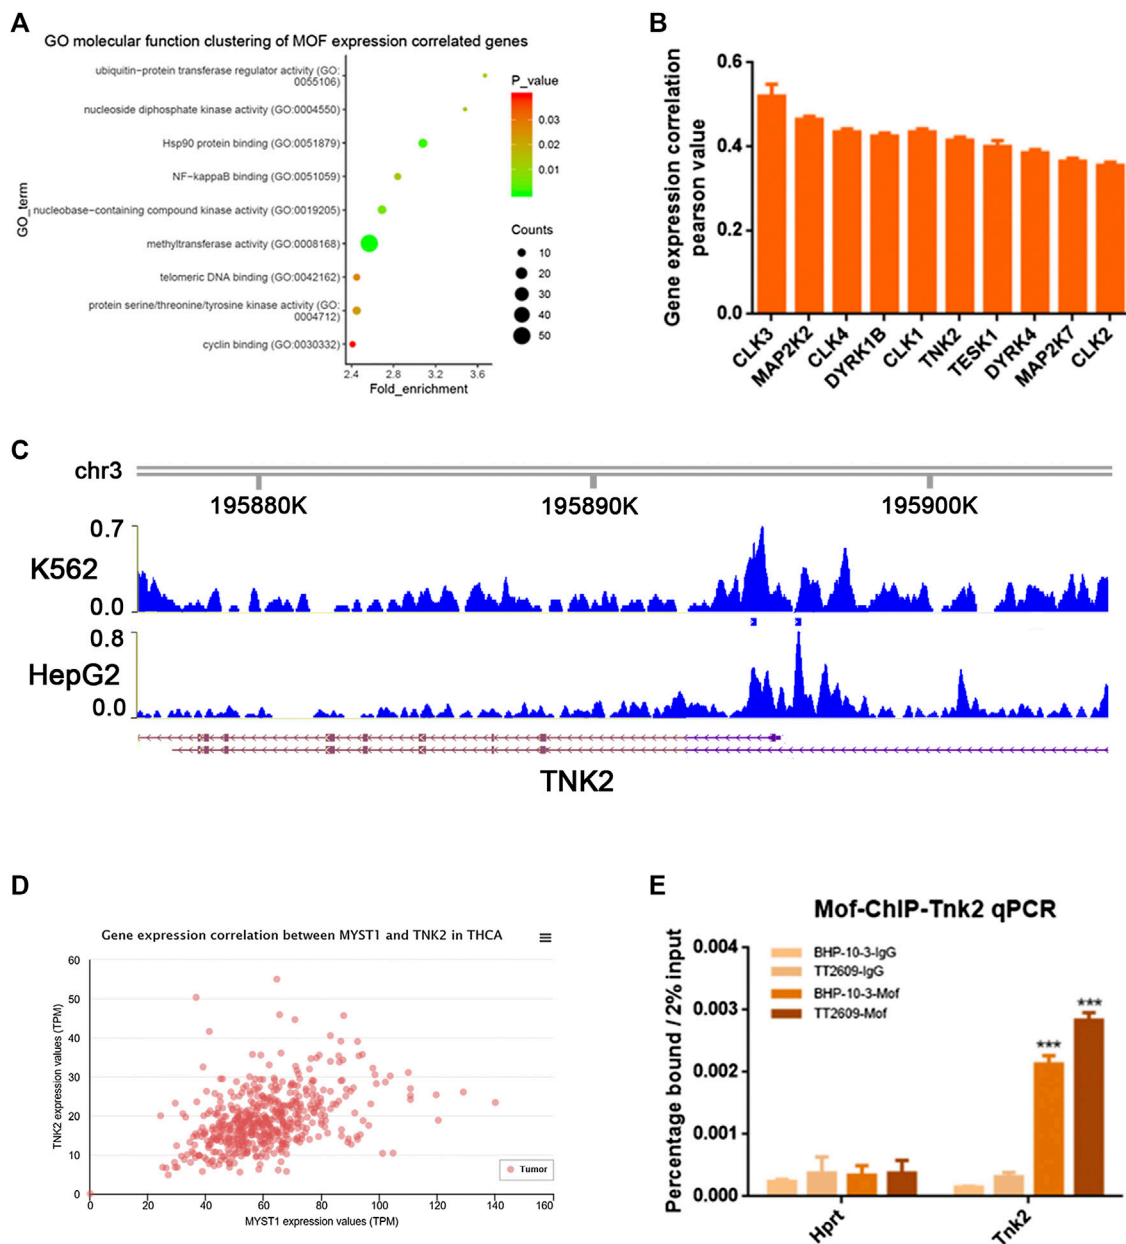 A
GO molecular function clustering of MOF expression correlated genes
GO_term
ubiquitin−protein transferase regulator activity (GO:
0055106)
nucleoside diphosphate kinase activity (GO:0004550)
Hsp90 protein binding (GO:0051879)
NF−kappaB binding (GO:0051059)
nucleobase−containing compound kinase activity (GO:0019205)
methyltransferase activity (GO:0008168)
telomeric DNA binding (GO:0042162)
protein serine/threonine/tyrosine kinase activity (GO:
0004712)
cyclin binding (GO:0030332)
2.4 2.8 3.2 3.6
Fold_enrichment
P_value
0.03
0.02
0.01
Counts
10
20
30
40
50
B
Gene expression correlation
pearson value
0.6
0.4
0.2
0.0
CLK3 MAP2K2 CLK4 DYRK1B CLK1 TNK2 TESK1 DYRK4 MAP2K7 CLK2
C
chr3
195880K 195890K 195900K
0.7
K562
0.0
0.8
HepG2
0.0
TNK2
D
Gene expression correlation between MYST1 and TNK2 in THCA
TNK2 expression values (TPM)
60
50
40
30
20
10
0
0 20 40 60 80 100 120 140 160
MYST1 expression values (TPM)
Tumor
E
Mof-ChIP-Tnk2 qPCR
Percentage bound / 2% input
0.004
0.003
0.002
0.001
0.000
BHP-10-3-IgG
TT2609-IgG
BHP-10-3-Mof
TT2609-Mof
*** ***
Hprt Tnk2